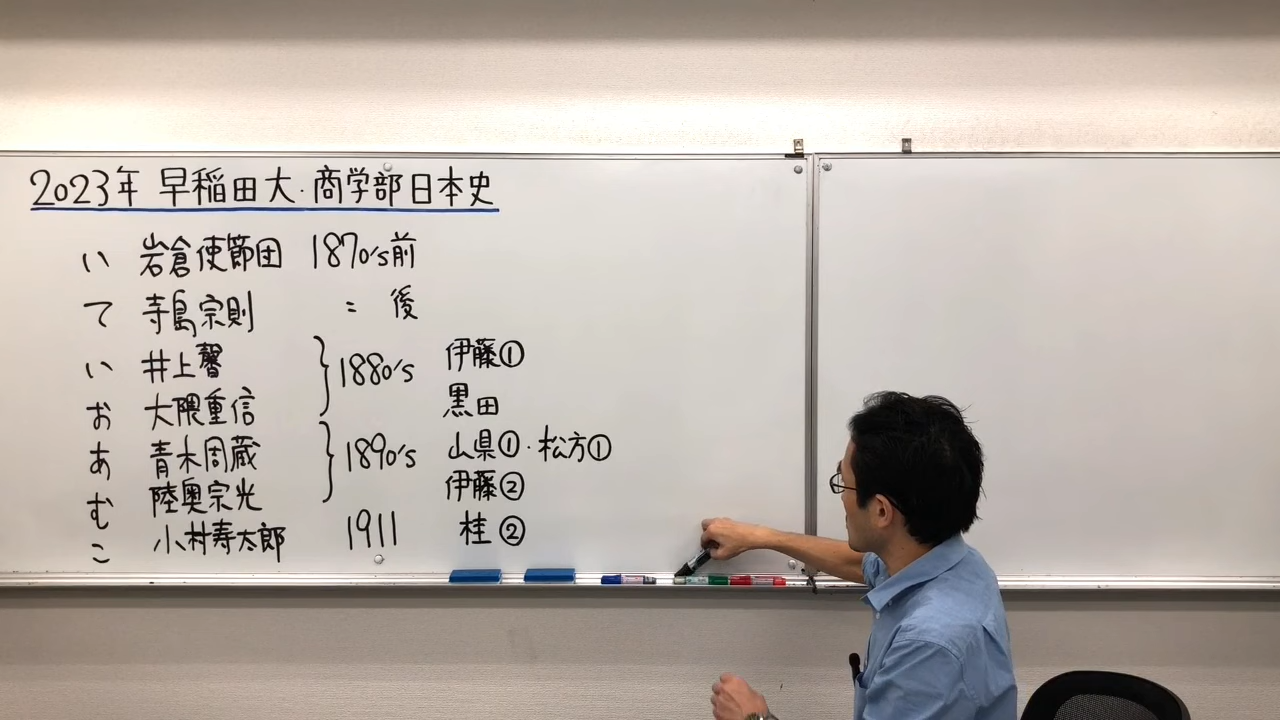 2023年 早稲田大・商学部日本史
い 岩倉使節団 1870's前
て 寺島宗則 〃 後
い 井上馨 1880's 伊藤①
お 大隈重信 黒田
あ 青木周蔵 1890's 山県①・松方①
む 陸奥宗光 伊藤②
こ 小村寿太郎 1911 桂②